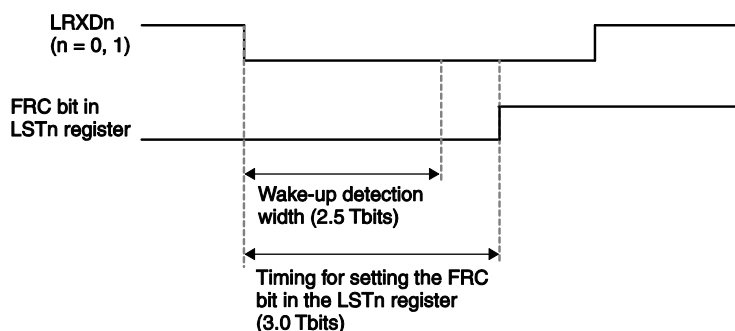 LRXDn
(n = 0, 1)
FRC bit in
LSTn register
Wake-up detection
width (2.5 Tbits)
Timing for setting the FRC
bit in the LSTn register
(3.0 Tbits)